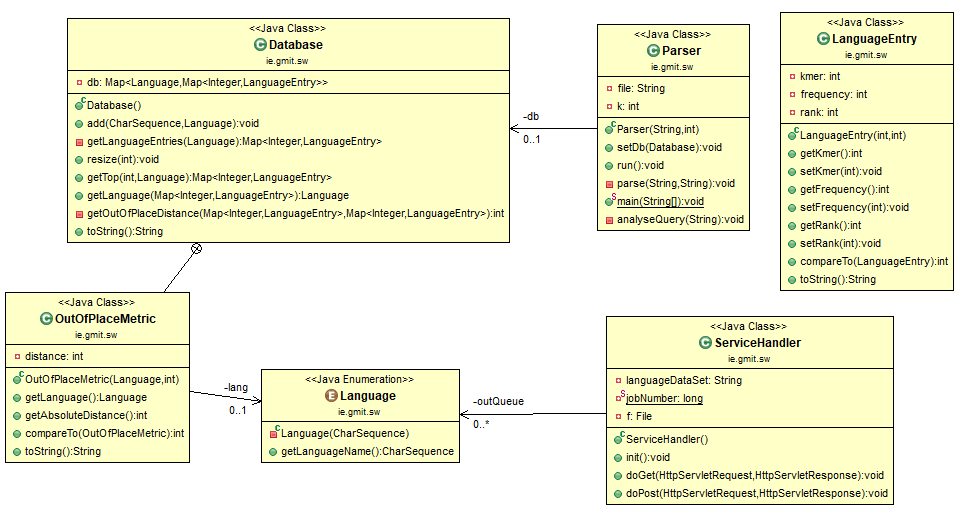 <<Java Class>>
Database
ie.gmit.sw
db: Map<Language,Map<Integer,LanguageEntry>>
Database()
add(CharSequence,Language):void
getLanguageEntries(Language):Map<Integer,LanguageEntry>
resize(int):void
getTop(int,Language):Map<Integer,LanguageEntry>
getLanguage(Map<Integer,LanguageEntry>):Language
getOutOfPlaceDistance(Map<Integer,LanguageEntry>,Map<Integer,LanguageEntry>):int
toString():String
-db
0..1
<<Java Class>>
Parser
ie.gmit.sw
file: String
k: int
Parser(String,int)
setDb(Database):void
run():void
parse(String,String):void
main(String[]):void
analyseQuery(String):void
<<Java Class>>
LanguageEntry
ie.gmit.sw
kmer: int
frequency: int
rank: int
LanguageEntry(int,int)
getKmer():int
setKmer(int):void
getFrequency():int
setFrequency(int):void
getRank():int
setRank(int):void
compareTo(LanguageEntry):int
toString():String
<<Java Class>>
OutOfPlaceMetric
ie.gmit.sw
distance: int
OutOfPlaceMetric(Language,int)
getLanguage():Language
getAbsoluteDistance():int
compareTo(OutOfPlaceMetric):int
toString():String
-lang
0..1
<<Java Enumeration>>
Language
ie.gmit.sw
Language(CharSequence)
getLanguageName():CharSequence
-outQueue
0..*
<<Java Class>>
ServiceHandler
ie.gmit.sw
languageDataSet: String
jobNumber: long
f: File
ServiceHandler()
init():void
doGet(HttpServletRequest,HttpServletResponse):void
doPost(HttpServletRequest,HttpServletResponse):void